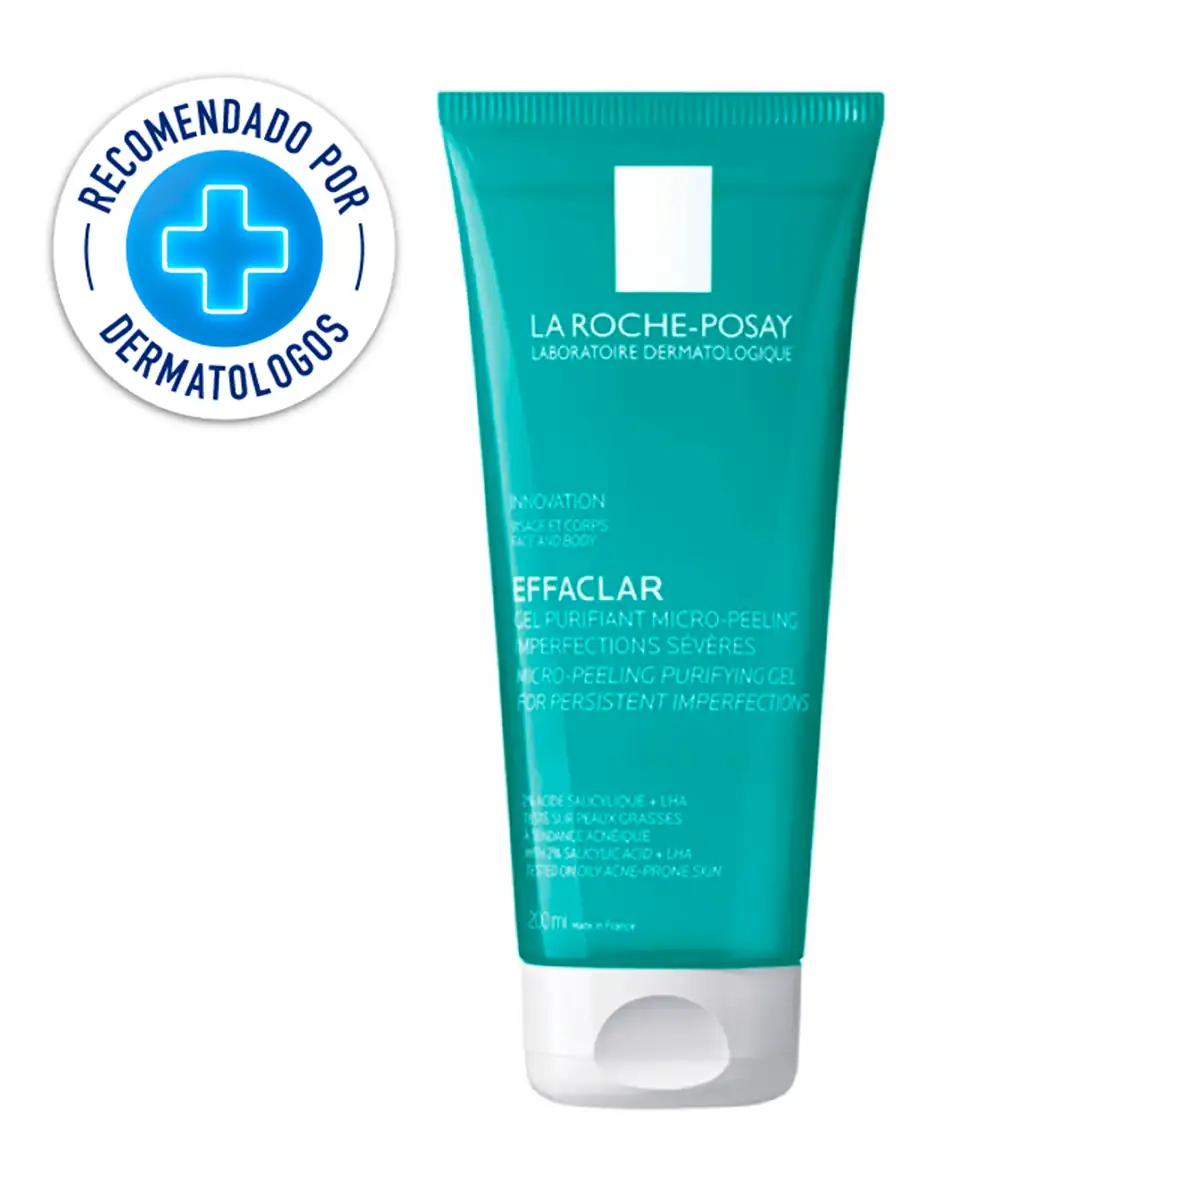 RECOMENDADO POR
DERMATOLOGOS
LA ROCHE-POSAY
LABORATOIRE DERMATOLOGIQUE
INNOVATION
VISAGE ET CORPS
FACE AND BODY
EFFACLAR
GEL PURIFIANT MICRO-PEELING
IMPERFECTIONS SÉVÈRES
MICRO-PEELING PURIFYING GEL
FOR PERSISTENT IMPERFECTIONS
2% ACIDE SALICYLIQUE + LHA
TESTÉ SUR PEAUX GRASSES
À TENDANCE ACNÉIQUE
WITH 2% SALICYLIC ACID + LHA
TESTED ON OILY ACNE-PRONE SKIN
200ml Made in France